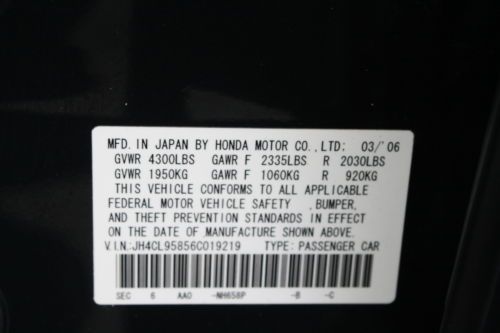 MFD. IN JAPAN BY HONDA MOTOR CO., LTD: 03/'06
GVWR 4300LBS GAWR F 2335LBS R 2030LBS
GVWR 1950KG GAWR F 1060KG R 920KG
THIS VEHICLE CONFORMS TO ALL APPLICABLE
FEDERAL MOTOR VEHICLE SAFETY ,BUMPER,
AND THEFT PREVENTION STANDARDS IN EFFECT
ON THE DATE OF MANUFACTURE SHOWN ABOVE.
V.IN.:JH4CL95856C019219 TYPE: PASSENGER CAR
SEC 6 AAO -NH658P -B -C